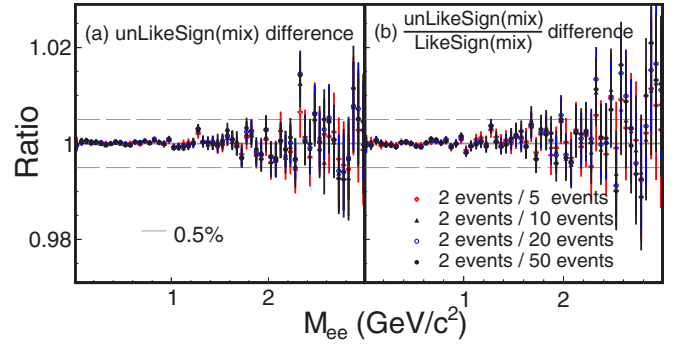 (a) unLikeSign(mix) difference
(b) unLikeSign(mix)/LikeSign(mix) difference
1.02
1
0.98
Ratio
0.5%
2 events / 5 events
2 events / 10 events
2 events / 20 events
2 events / 50 events
1 2 1 2
Mee (GeV/c²)